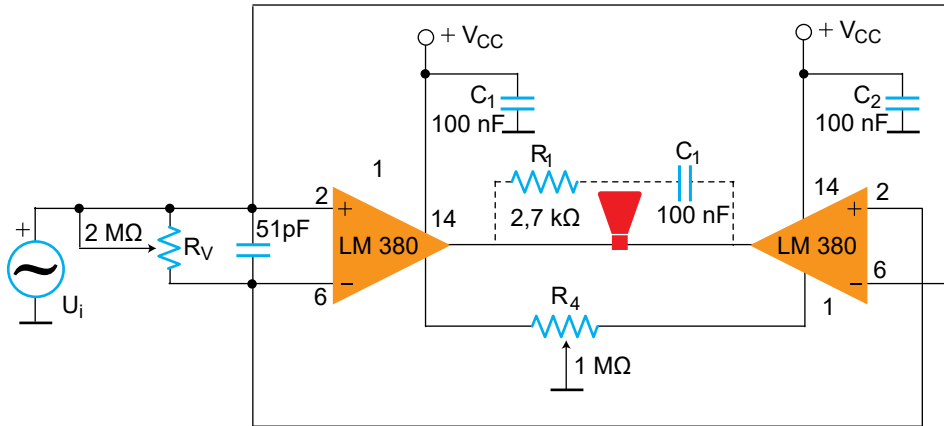 + VCC
+ VCC
C1
100 nF
C2
100 nF
1
R1
C1
2,7 kΩ
100 nF
2
14
14
2
+
2 MΩ
RV
51pF
+
LM 380
LM 380
+
Ui
6
−
−
6
R4
1
1 MΩ